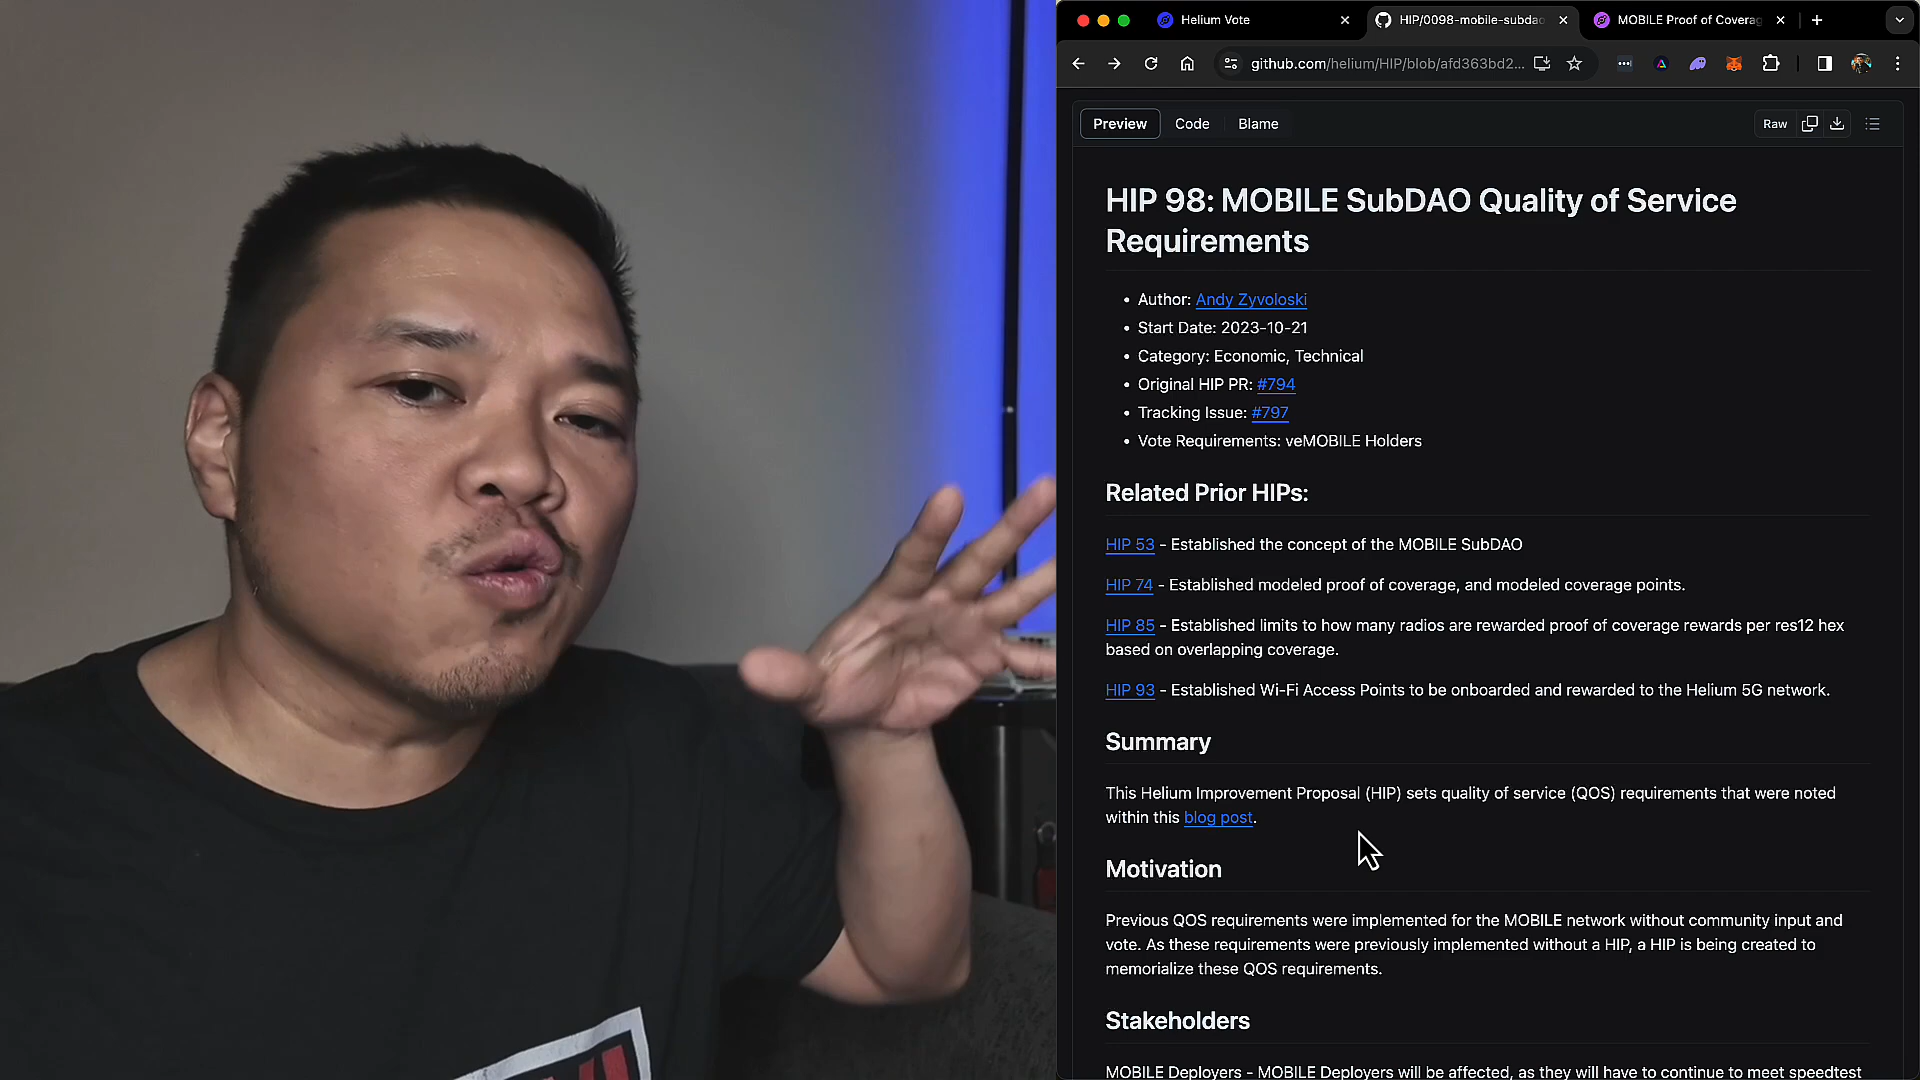 Helium Vote
HIP/0098-mobile-subdao
MOBILE Proof of Coverag
github.com/helium/HIP/blob/afd363bd2...
Preview
Code
Blame
Raw
HIP 98: MOBILE SubDAO Quality of Service
Requirements
• Author: Andy Zyvoloski
• Start Date: 2023-10-21
• Category: Economic, Technical
• Original HIP PR: #794
• Tracking Issue: #797
• Vote Requirements: veMOBILE Holders
Related Prior HIPs:
HIP 53 - Established the concept of the MOBILE SubDAO
HIP 74 - Established modeled proof of coverage, and modeled coverage points.
HIP 85 - Established limits to how many radios are rewarded proof of coverage rewards per res12 hex
based on overlapping coverage.
HIP 93 - Established Wi-Fi Access Points to be onboarded and rewarded to the Helium 5G network.
Summary
This Helium Improvement Proposal (HIP) sets quality of service (QOS) requirements that were noted
within this blog post.
Motivation
Previous QOS requirements were implemented for the MOBILE network without community input and
vote. As these requirements were previously implemented without a HIP, a HIP is being created to
memorialize these QOS requirements.
Stakeholders
MOBILE Deployers - MOBILE Deployers will be affected, as they will have to continue to meet speedtest